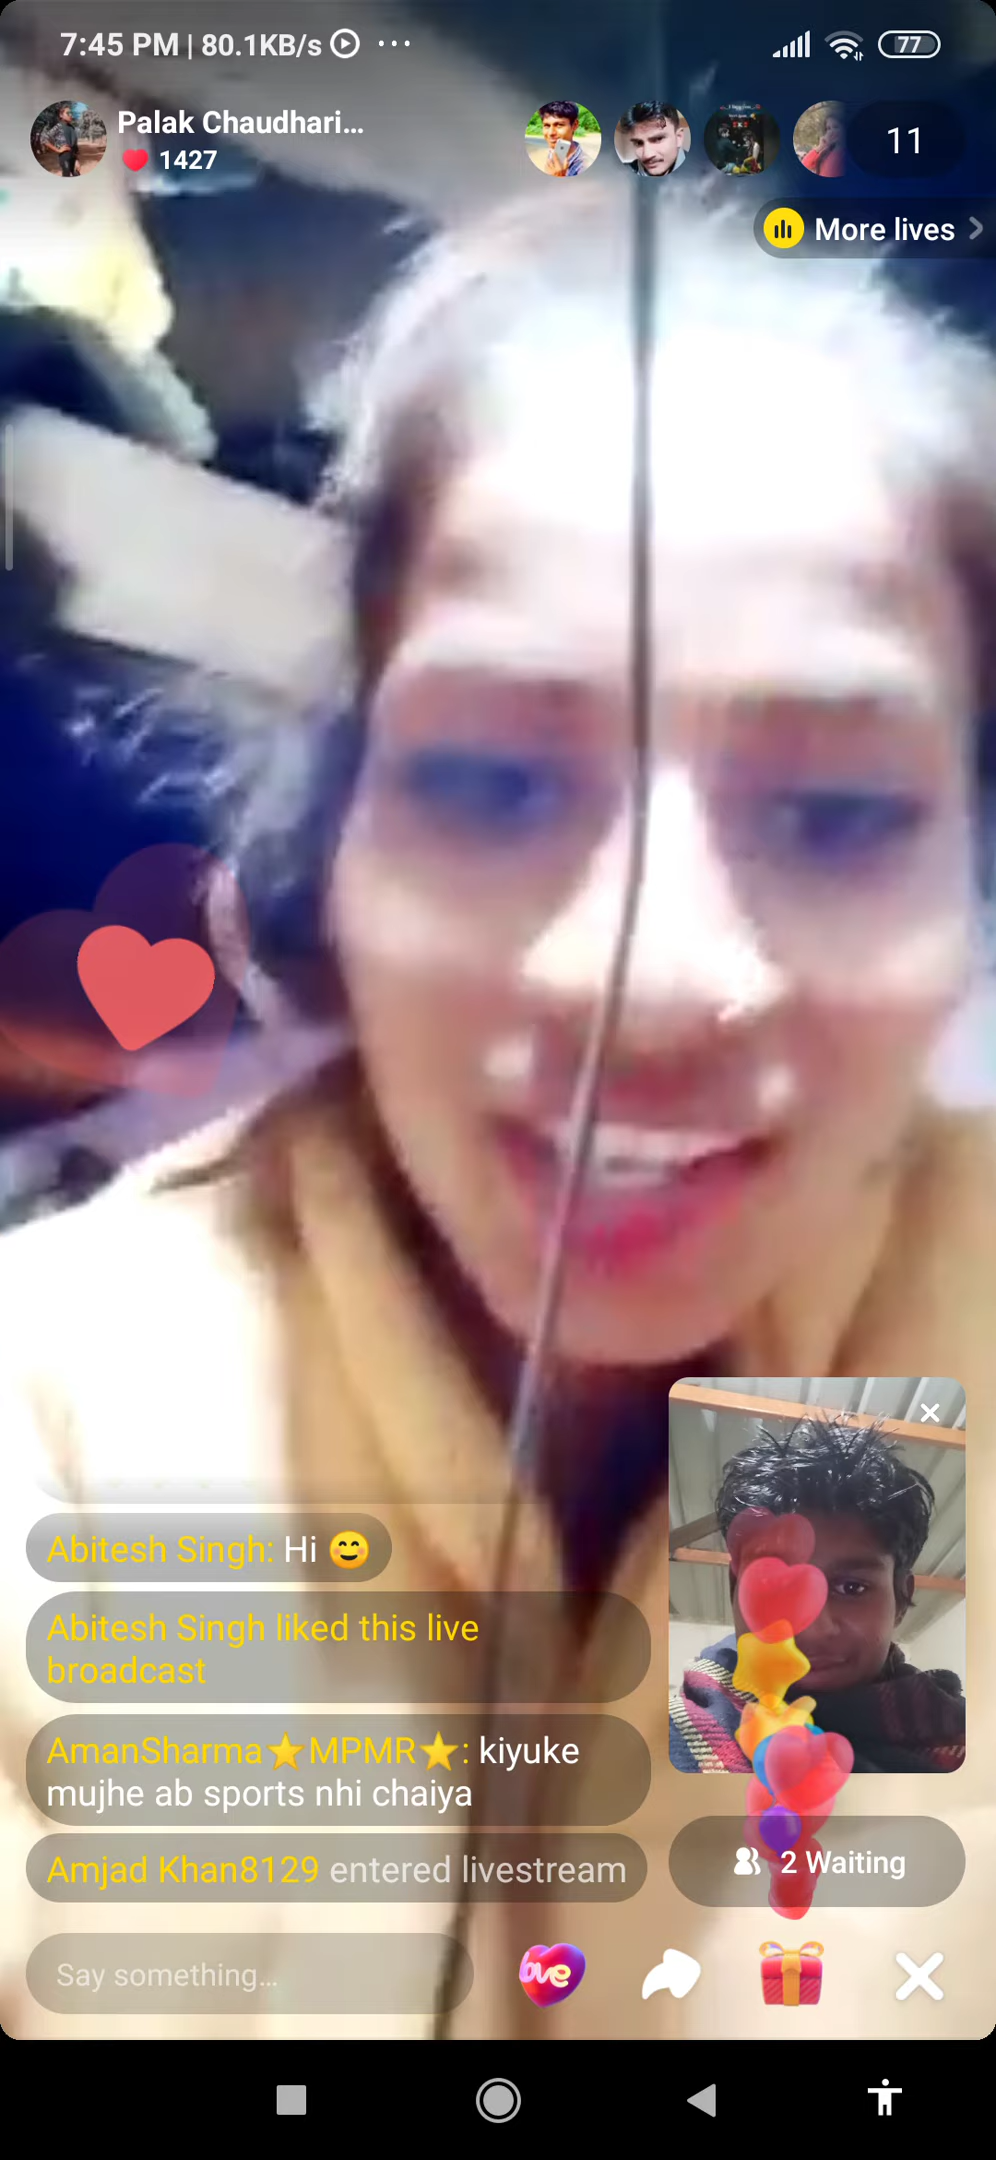 7:45 PM | 80.1KB/s ...
77
Palak Chaudhari...
1427
11
More lives
Abitesh Singh: Hi 😊
Abitesh Singh liked this live
broadcast
AmanSharma⭐MPMR⭐: kiyuke
mujhe ab sports nhi chaiya
Amjad Khan8129 entered livestream
2 Waiting
Say something...
love